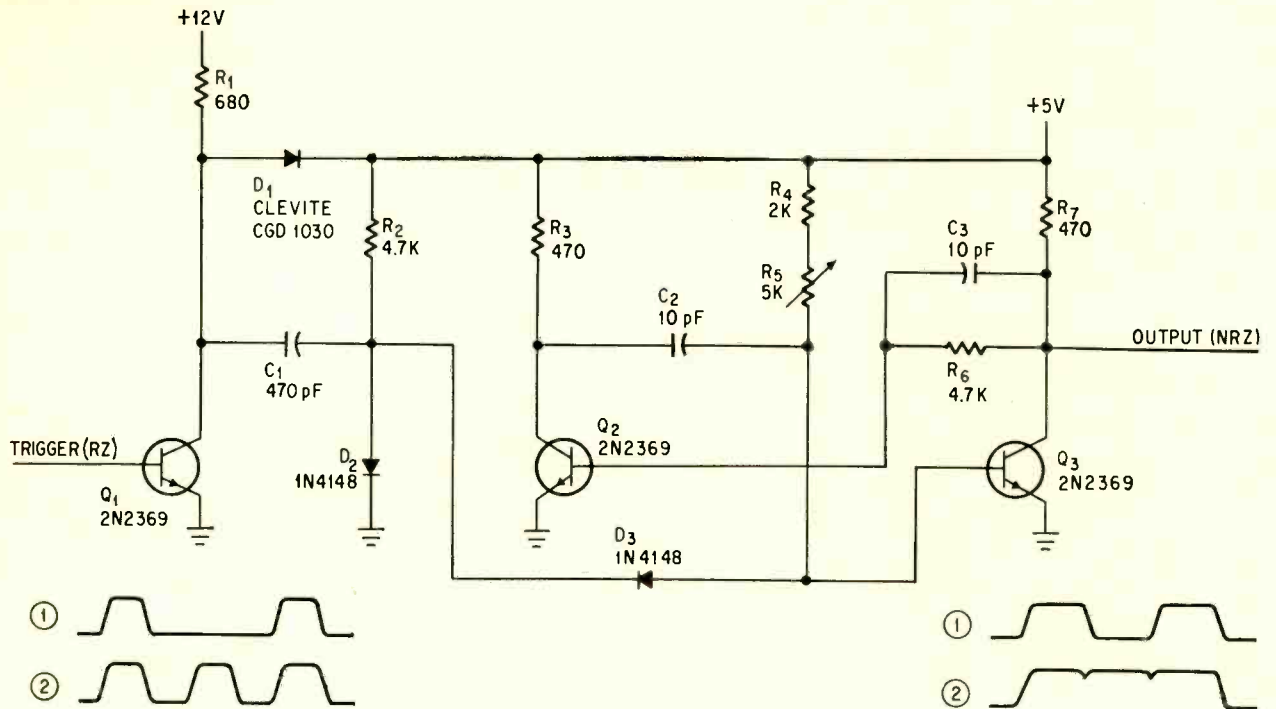 +12V
R1
680
+5V
D1
CLEVITE
CGD 1030
R2
4.7K
R3
470
R4
2K
R5
5K
R7
470
C3
10 pF
C2
10 pF
C1
470 pF
R6
4.7K
OUTPUT (NRZ)
TRIGGER (RZ)
Q1
2N2369
D2
1N4148
Q2
2N2369
Q3
2N2369
D3
1N4148
1
2
1
2